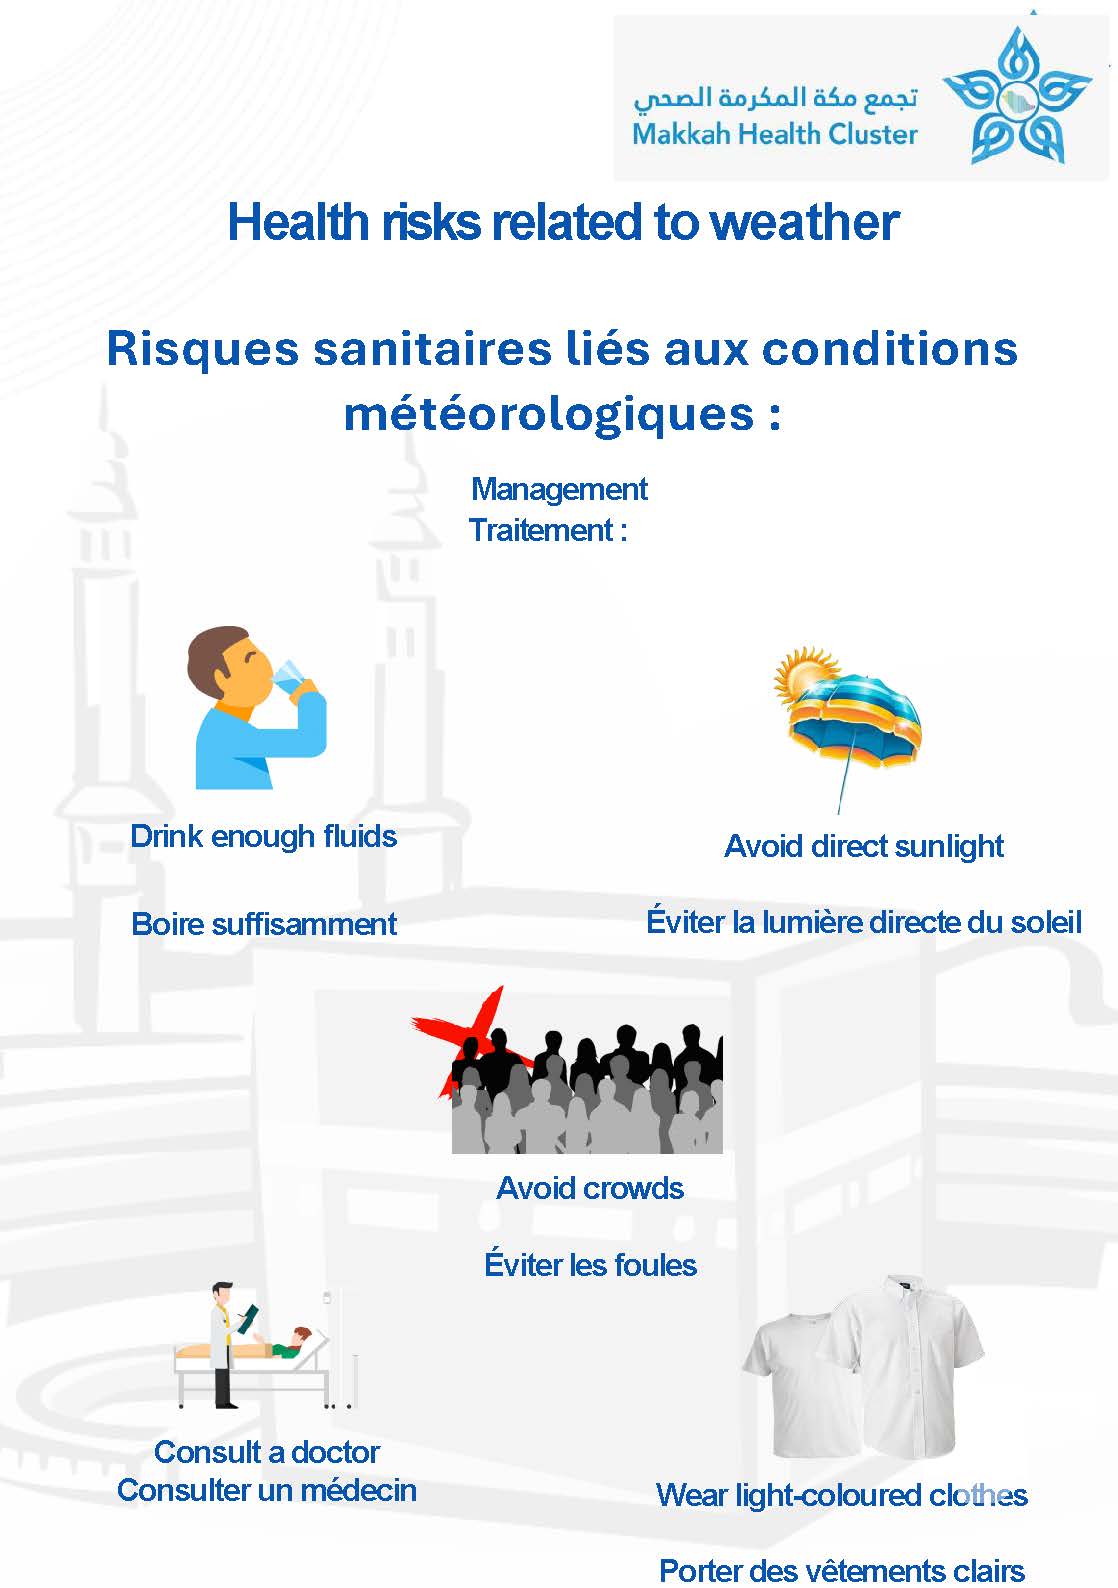 تجمع مكة المكرمة الصحي
Makkah Health Cluster
Health risks related to weather
Risques sanitaires liés aux conditions
météorologiques :
Management
Traitement :
Drink enough fluids
Boire suffisamment
Avoid direct sunlight
Éviter la lumière directe du soleil
Avoid crowds
Éviter les foules
Consult a doctor
Consulter un médecin
Wear light-coloured clothes
Porter des vêtements clairs